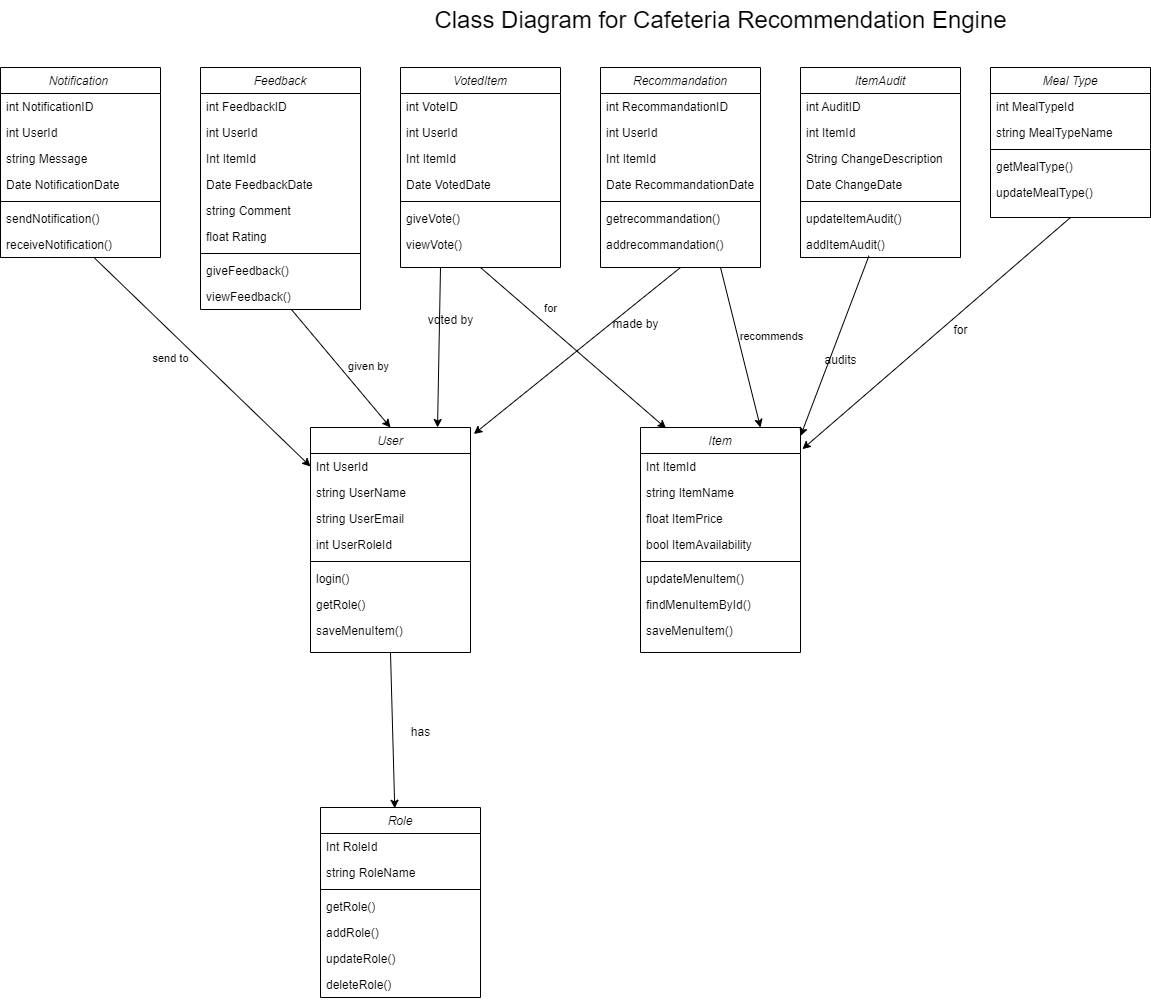 Class Diagram for Cafeteria Recommendation Engine
Notification
int NotificationID
int UserId
string Message
Date NotificationDate
sendNotification()
receiveNotification()
Feedback
int FeedbackID
int UserId
Int ItemId
Date FeedbackDate
string Comment
float Rating
giveFeedback()
viewFeedback()
VotedItem
int VoteID
int UserId
Int ItemId
Date VotedDate
giveVote()
viewVote()
Recommandation
int RecommandationID
int UserId
Int ItemId
Date RecommandationDate
getrecommandation()
addrecommandation()
ItemAudit
int AuditID
int ItemId
String ChangeDescription
Date ChangeDate
updateItemAudit()
addItemAudit()
Meal Type
int MealTypeId
string MealTypeName
getMealType()
updateMealType()
send to
given by
voted by
for
made by
recommends
audits
for
User
Int UserId
string UserName
string UserEmail
int UserRoleId
login()
getRole()
saveMenuItem()
Item
Int ItemId
string ItemName
float ItemPrice
bool ItemAvailability
updateMenuItem()
findMenuItemById()
saveMenuItem()
has
Role
Int RoleId
string RoleName
getRole()
addRole()
updateRole()
deleteRole()